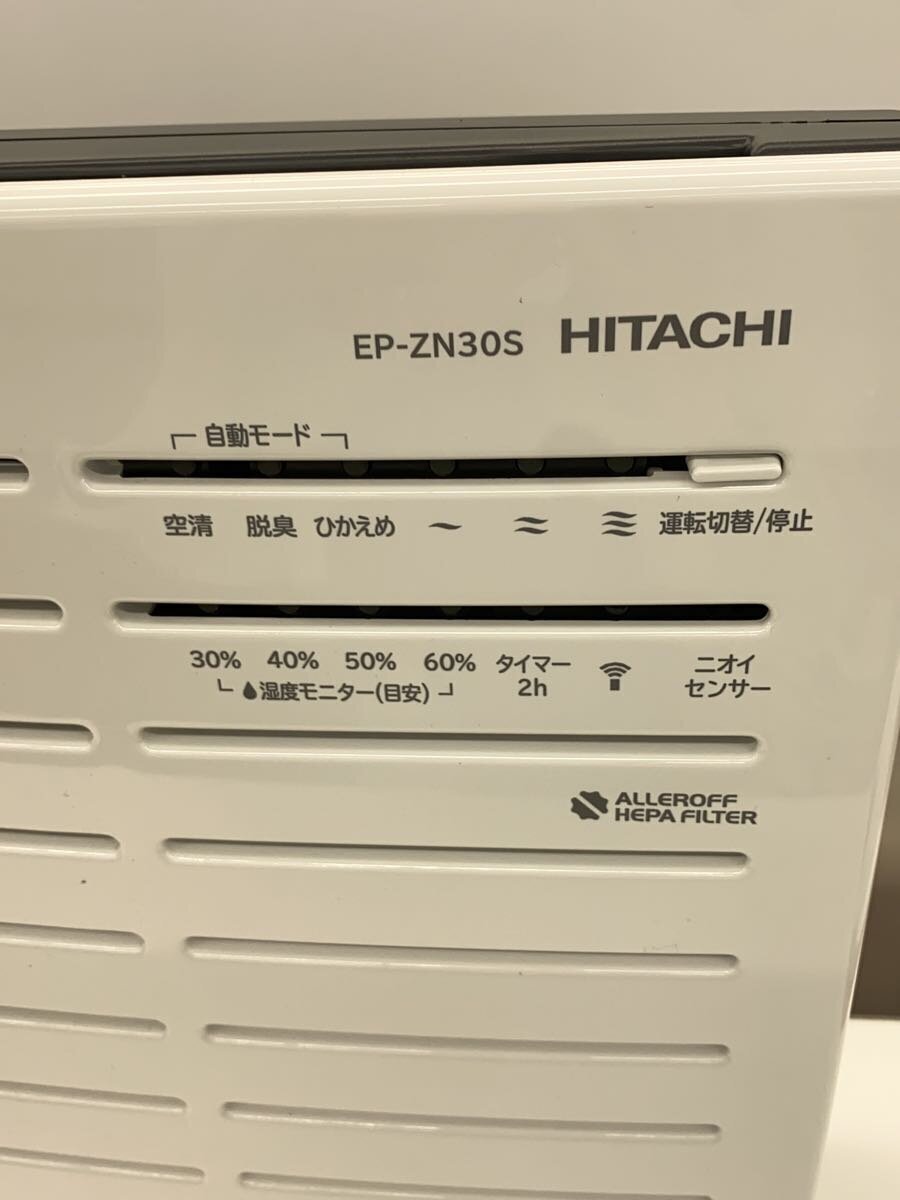 EP-ZN30S HITACHI
自動モード
空清 脱臭 ひかえめ 運転切替/停止
30% 40% 50% 60% タイマー 2h ニオイ センサー
湿度モニター(目安)
ALLEROFF
HEPA FILTER